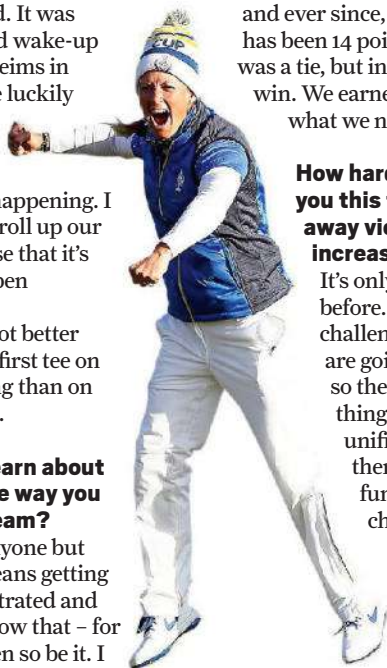 d. It was
d wake-up
eims in
e luckily
happening. I
roll up our
se that it's
pen
ot better
first tee on
ng than on
.
earn about
e way you
eam?
yone but
eans getting
trated and
ow that – for
en so be it. I
CUP
and ever since,
has been 14 poi
was a tie, but in
win. We earne
what we n
How hard
you this
away vic
increas
It's only
before.
challen
are goi
so the
thing
unifi
ther
fun
ch